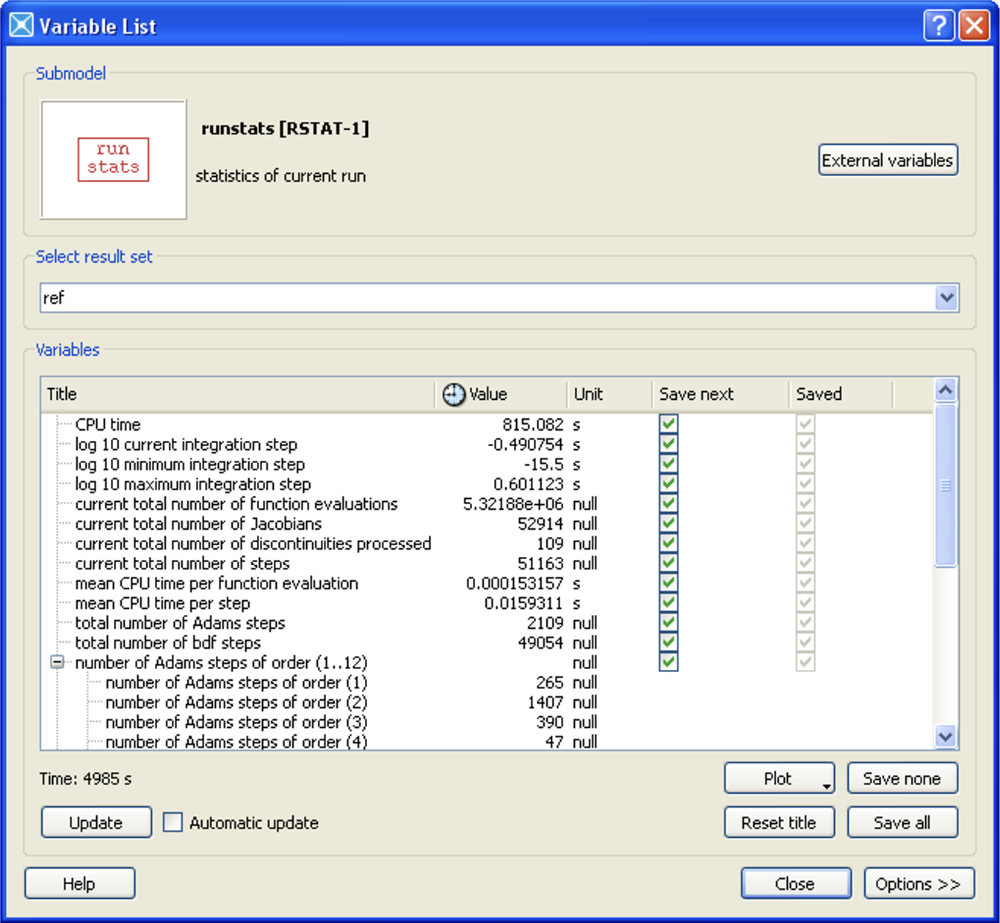 Variable List
Submodel
run
stats
runstats [RSTAT-1]
statistics of current run
External variables
Select result set
ref
Variables
Title Value Unit Save next Saved
CPU time 815.082 s
log 10 current integration step -0.490754 s
log 10 minimum integration step -15.5 s
log 10 maximum integration step 0.601123 s
current total number of function evaluations 5.32188e+06 null
current total number of Jacobians 52914 null
current total number of discontinuities processed 109 null
current total number of steps 51163 null
mean CPU time per function evaluation 0.000153157 s
mean CPU time per step 0.0159311 s
total number of Adams steps 2109 null
total number of bdf steps 49054 null
number of Adams steps of order (1..12) null
number of Adams steps of order (1) 265 null
number of Adams steps of order (2) 1407 null
number of Adams steps of order (3) 390 null
number of Adams steps of order (4) 47 null
Time: 4985 s
Plot Save none
Update Automatic update Reset title Save all
Help Close Options >>